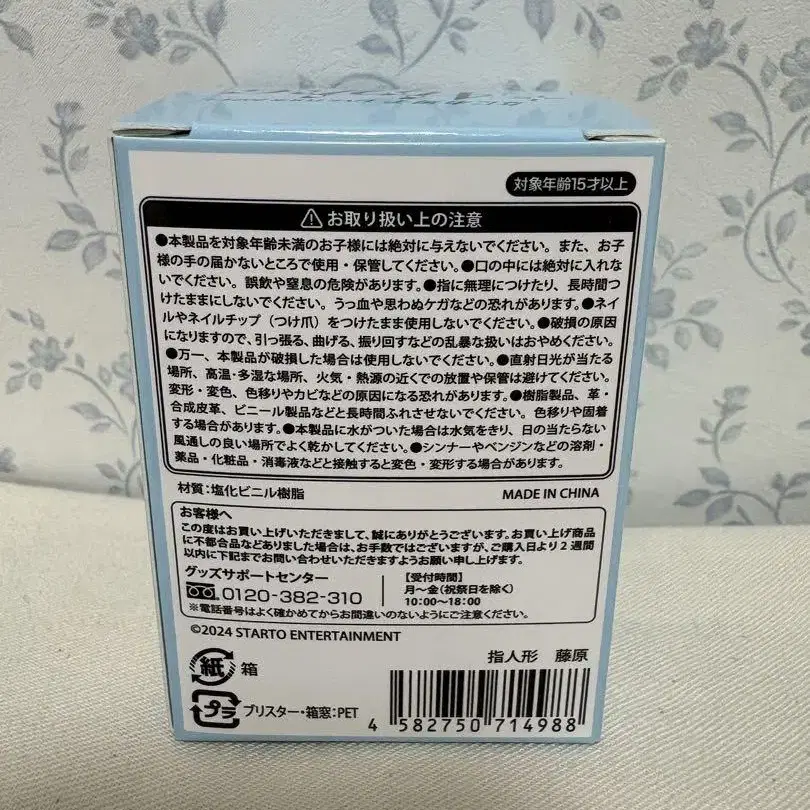 対象年齢15才以上
⚠お取り扱い上の注意
●本製品を対象年齢未満のお子様には絶対に与えないでください。また、お子
様の手の届かないところで使用・保管してください。●口の中には絶対に入れな
いでください。誤飲や窒息の危険があります。●指に無理につけたり、長時間つ
けたままにしないでください。うっ血や思わぬケガなどの恐れがあります。●ネイ
ルやネイルチップ（つけ爪）をつけたまま使用しないでください。●破損の原因
になりますので、引っ張る、曲げる、振り回すなどの乱暴な扱いはおやめください。
●万一、本製品が破損した場合は使用しないでください。●直射日光が当たる
場所、高温・多湿な場所、火気・熱源の近くでの放置や保管は避けてください。
変形・変色、色移りやカビなどの原因になる恐れがあります。●樹脂製品、革・
合成皮革、ビニール製品などと長時間ふれさせないでください。色移りや固着
する場合があります。●本製品に水がついた場合は水気をきり、日の当たらない
風通しの良い場所でよく乾かしてください。●シンナーやベンジンなどの溶剤・
薬品・化粧品・消毒液などと接触すると変色・変形する場合があります。
材質：塩化ビニル樹脂 MADE IN CHINA
お客様へ
この度はお買い上げいただきまして、誠にありがとうございます。お買い上げ商品
に不都合品などありました場合は、お手数ではございますが、ご購入日より2週間
以内に下記までお問い合わせいただきますようお願い申し上げます。
グッズサポートセンター 【受付時間】
0120-382-310 月～金（祝祭日を除く）
10:00～18:00
※電話番号はよく確かめてからお間違いのないようにご注意ください。
©2024 STARTO ENTERTAINMENT
指人形 藤原
紙 箱
プラ ブリスター・箱窓：PET
4 582750 714988